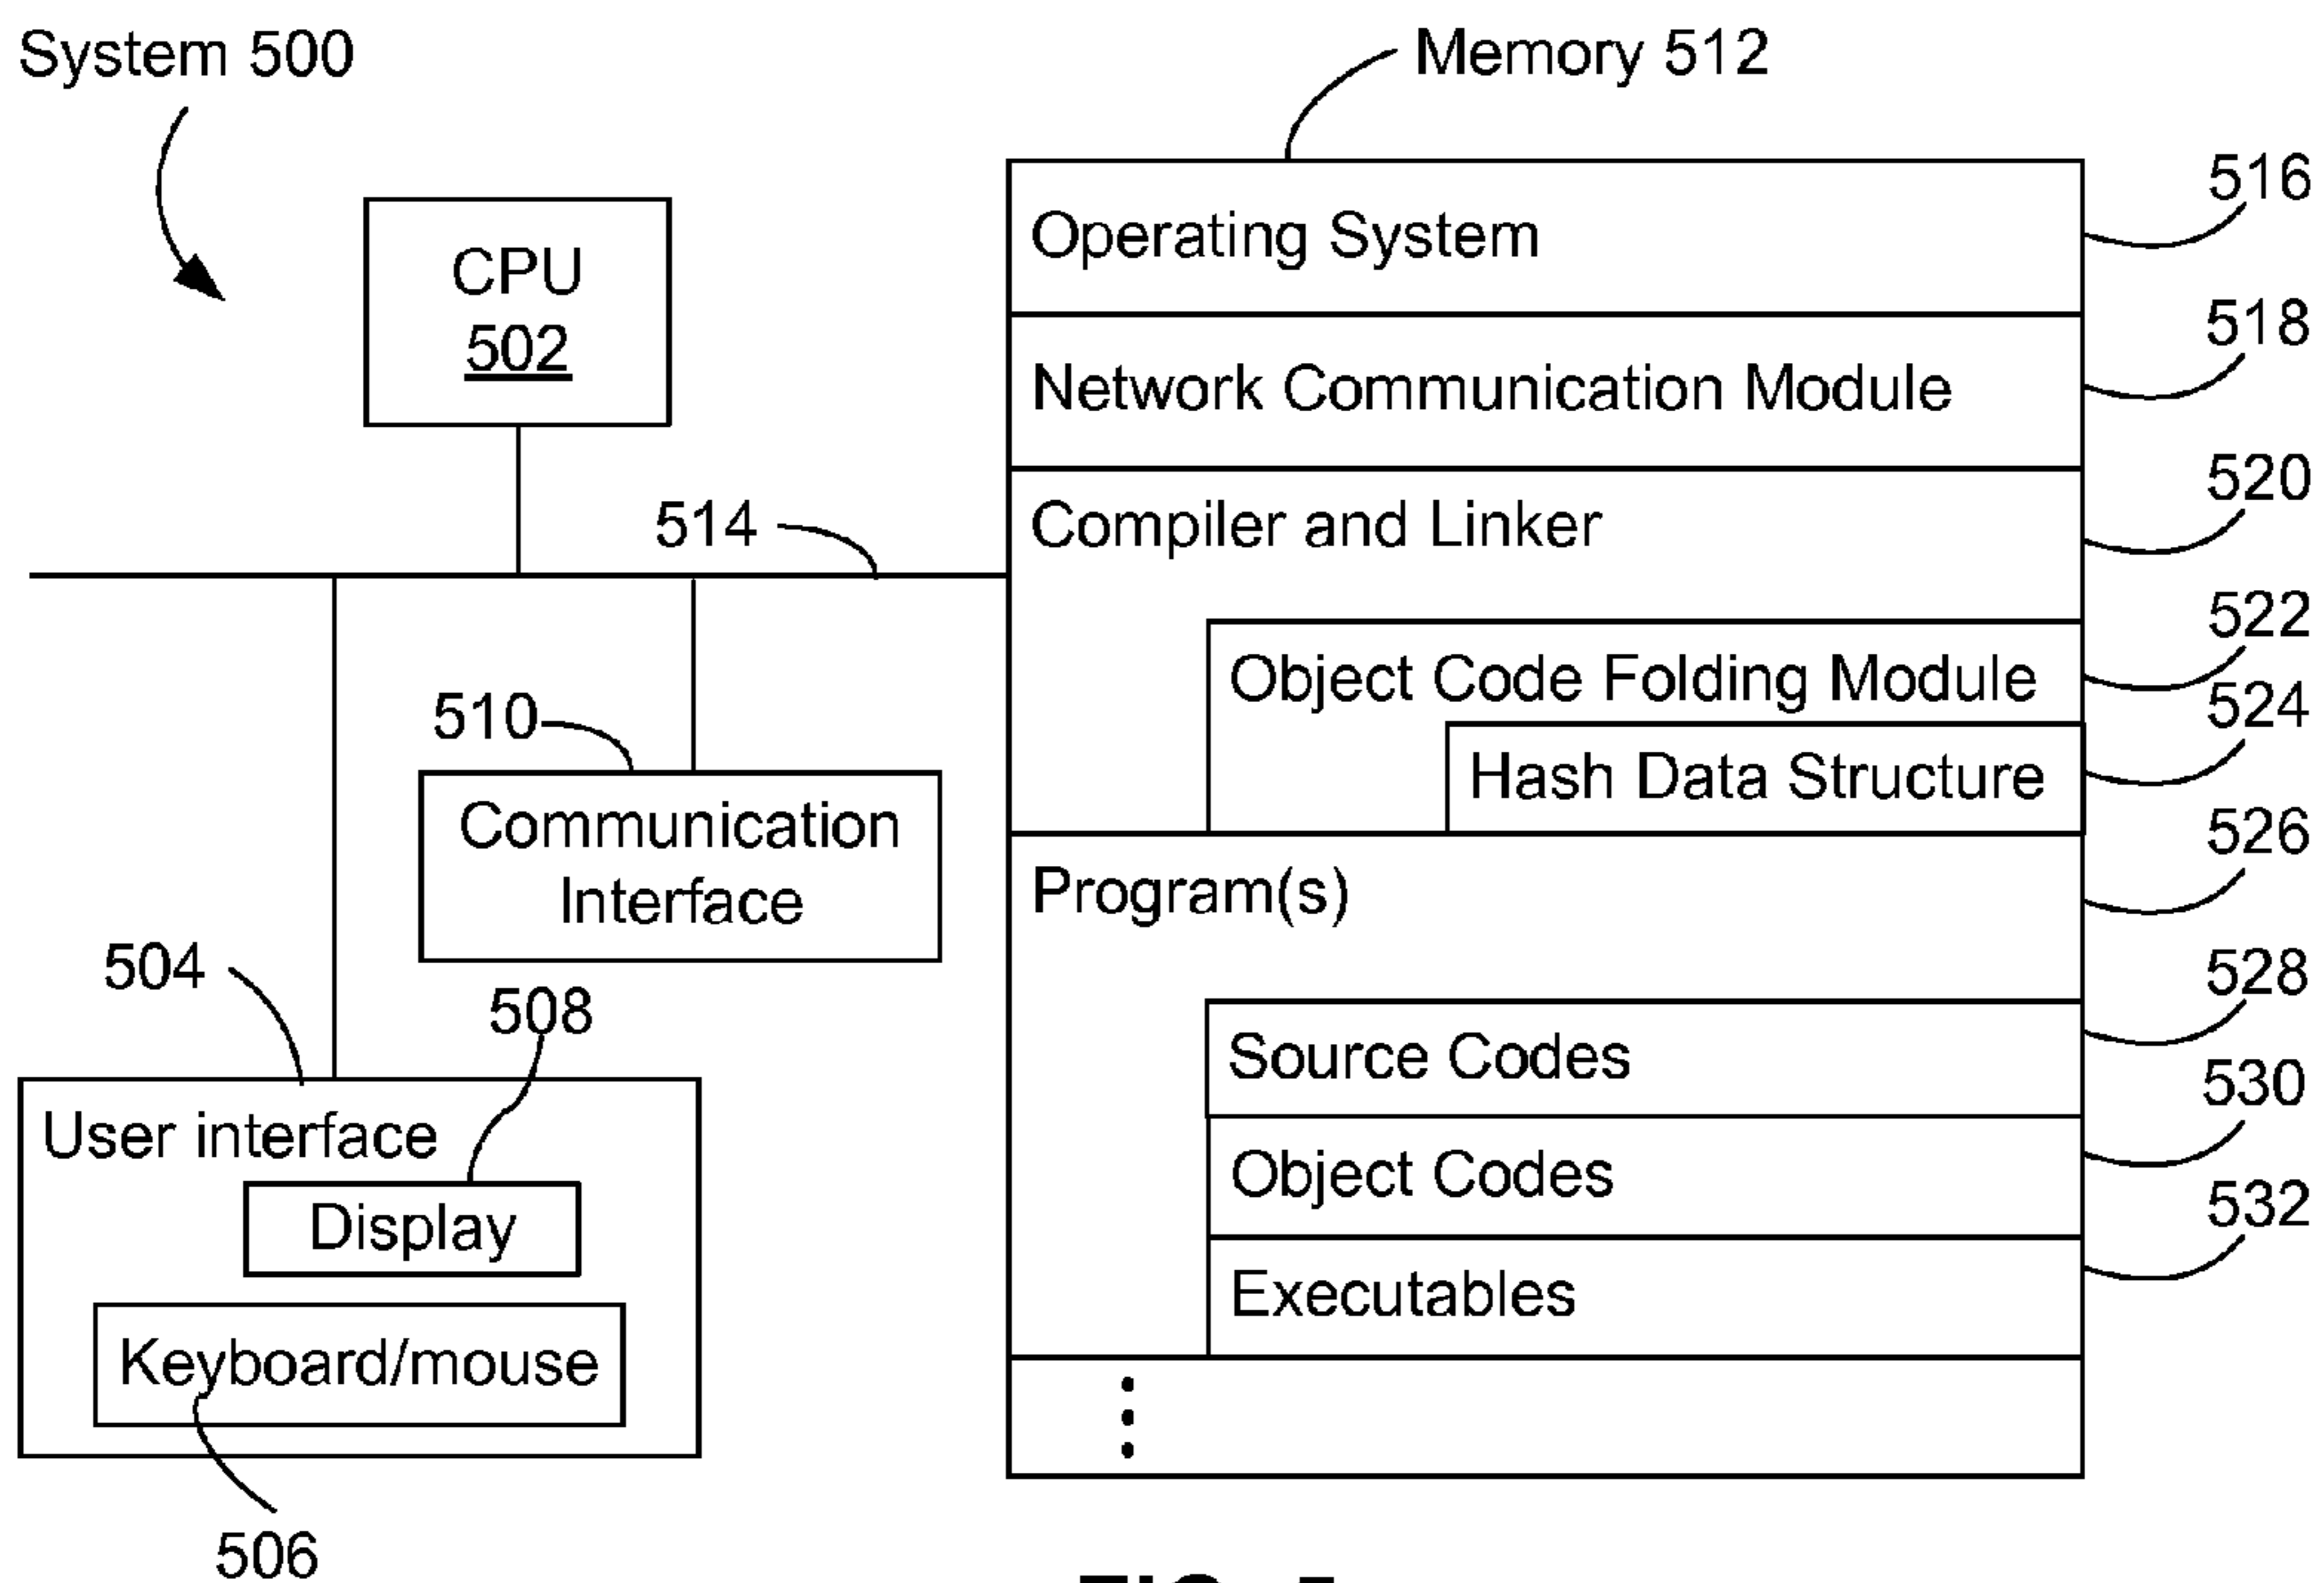 System 500
Memory 512
CPU
502
514
510
Communication
Interface
504
508
User interface
Display
Keyboard/mouse
506
Operating System
516
Network Communication Module
518
Compiler and Linker
520
Object Code Folding Module
522
Hash Data Structure
524
Program(s)
526
Source Codes
528
Object Codes
530
Executables
532